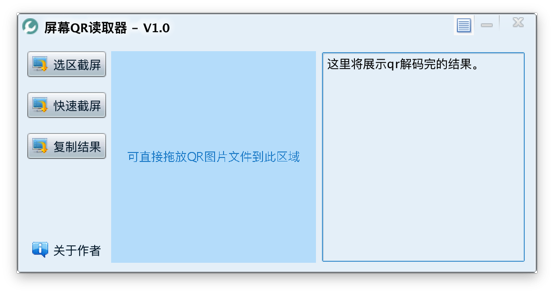 屏幕QR读取器 - V1.0
选区截屏
快速截屏
复制结果
关于作者
可直接拖放QR图片文件到此区域
这里将展示qr解码完的结果。